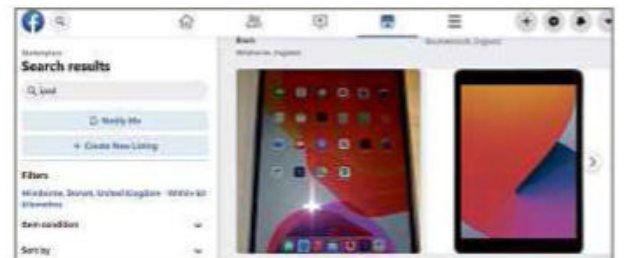 Marketplace
Search results
ipad
Notify Me
+ Create New Listing
Filters
Wimborne, Dorset, United Kingdom · Within 60
kilometres
Item condition
Sort by
Wimborne, England
Bournemouth, England